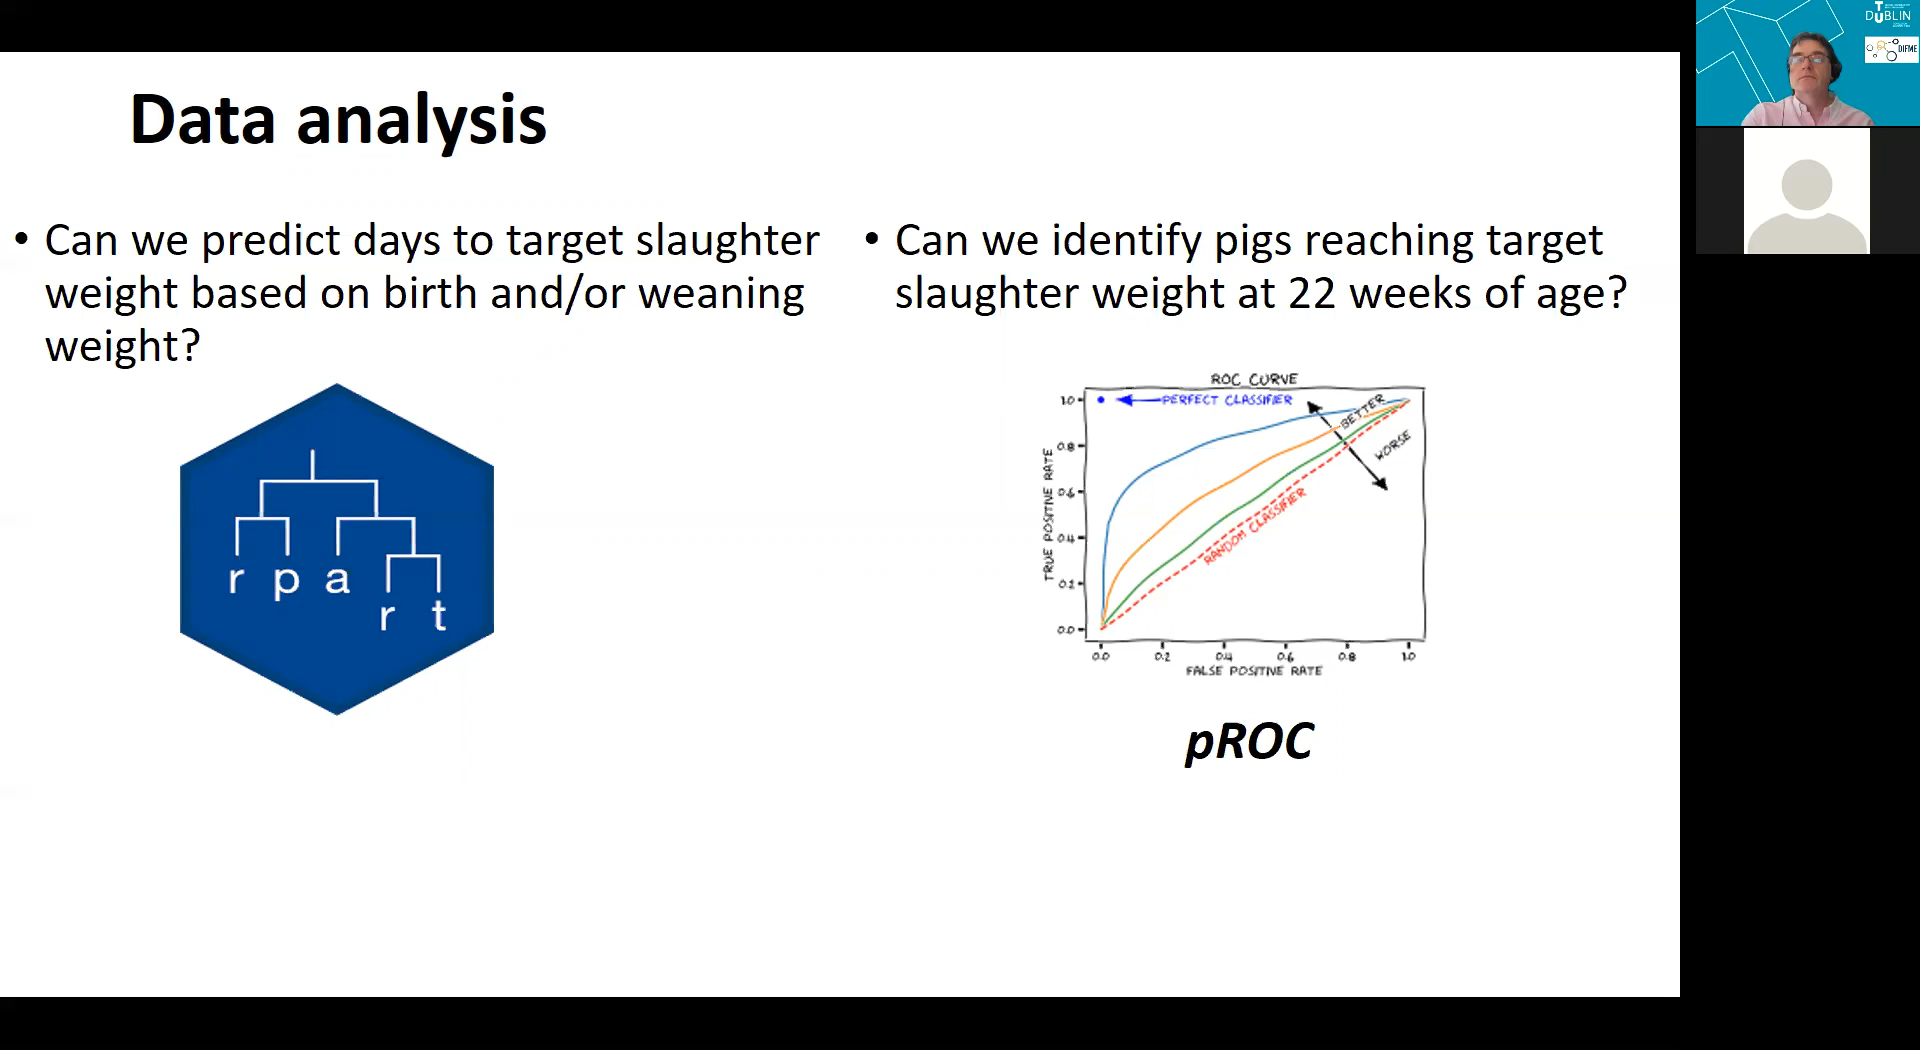 Data analysis
• Can we predict days to target slaughter
weight based on birth and/or weaning
weight?
r p a
r t
• Can we identify pigs reaching target
slaughter weight at 22 weeks of age?
ROC CURVE
PERFECT CLASSIFIER
BETTER
WORSE
RANDOM CLASSIFIER
TRUE POSITIVE RATE
1.0
0.8
0.6
0.4
0.2
0.0
0.0 0.2 0.4 0.6 0.8 1.0
FALSE POSITIVE RATE
pROC
T
U
DUBLIN
DIFME